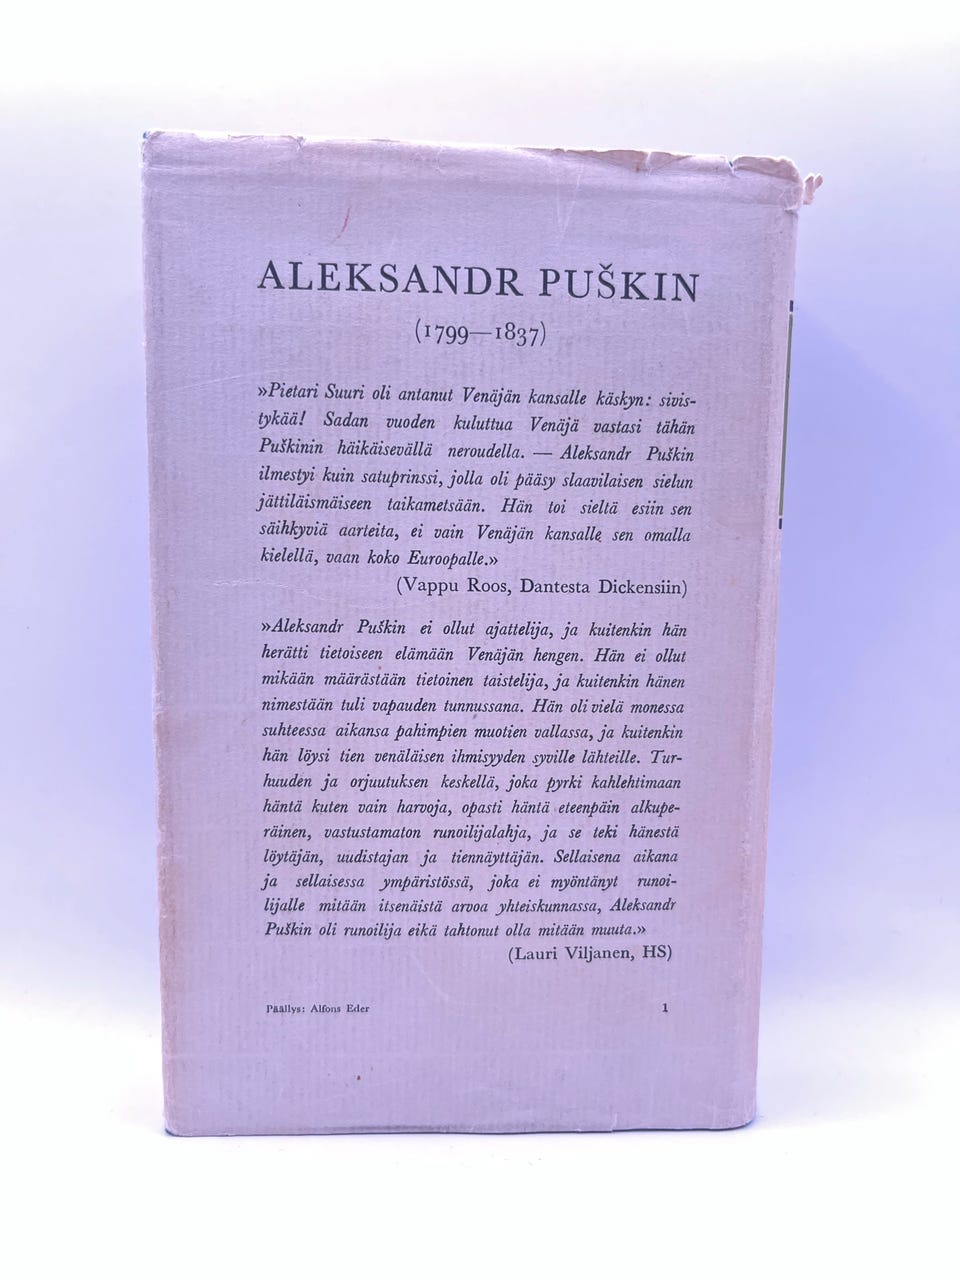 ALEKSANDR PUŠKIN
(1799—1837)
»Pietari Suuri oli antanut Venäjän kansalle käskyn: sivis-
tykää! Sadan vuoden kuluttua Venäjä vastasi tähän
Puškinin häikäisevällä neroudella. — Aleksandr Puškin
ilmestyi kuin satuprinssi, jolla oli pääsy slaavilaisen sielun
jättiläismäiseen taikametsään. Hän toi sieltä esiin sen
säihkyviä aarteita, ei vain Venäjän kansalle sen omalla
kielellä, vaan koko Euroopalle.»
(Vappu Roos, Dantesta Dickensiin)
»Aleksandr Puškin ei ollut ajattelija, ja kuitenkin hän
herätti tietoiseen elämään Venäjän hengen. Hän ei ollut
mikään määrästään tietoinen taistelija, ja kuitenkin hänen
nimestään tuli vapauden tunnussana. Hän oli vielä monessa
suhteessa aikansa pahimpien muotien vallassa, ja kuitenkin
hän löysi tien venäläisen ihmisyyden syville lähteille. Tur-
huuden ja orjuutuksen keskellä, joka pyrki kahlehtimaan
häntä kuten vain harvoja, opasti häntä eteenpäin alkupe-
räinen, vastustamaton runoilijalahja, ja se teki hänestä
löytäjän, uudistajan ja tiennäyttäjän. Sellaisena aikana
ja sellaisessa ympäristössä, joka ei myöntänyt runoi-
lijalle mitään itsenäistä arvoa yhteiskunnassa, Aleksandr
Puškin oli runoilija eikä tahtonut olla mitään muuta.»
(Lauri Viljanen, HS)
Päällys: Alfons Eder 1